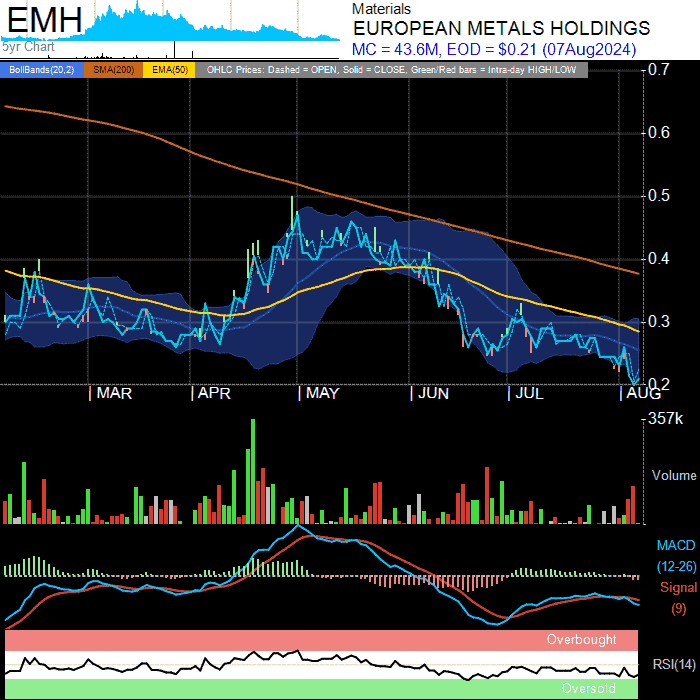 EMH
5yr Chart
Materials
EUROPEAN METALS HOLDINGS
MC = 43.6M, EOD = $0.21 (07Aug2024)
BollBands(20,2) SMA(200) EMA(50) OHLC Prices: Dashed = OPEN, Solid = CLOSE, Green/Red bars = Intra-day HIGH/LOW
0.7
0.6
0.5
0.4
0.3
0.2
| MAR | APR | MAY | JUN | JUL | AUG
357k
Volume
MACD
(12-26)
Signal
(9)
Overbought
RSI(14)
Oversold